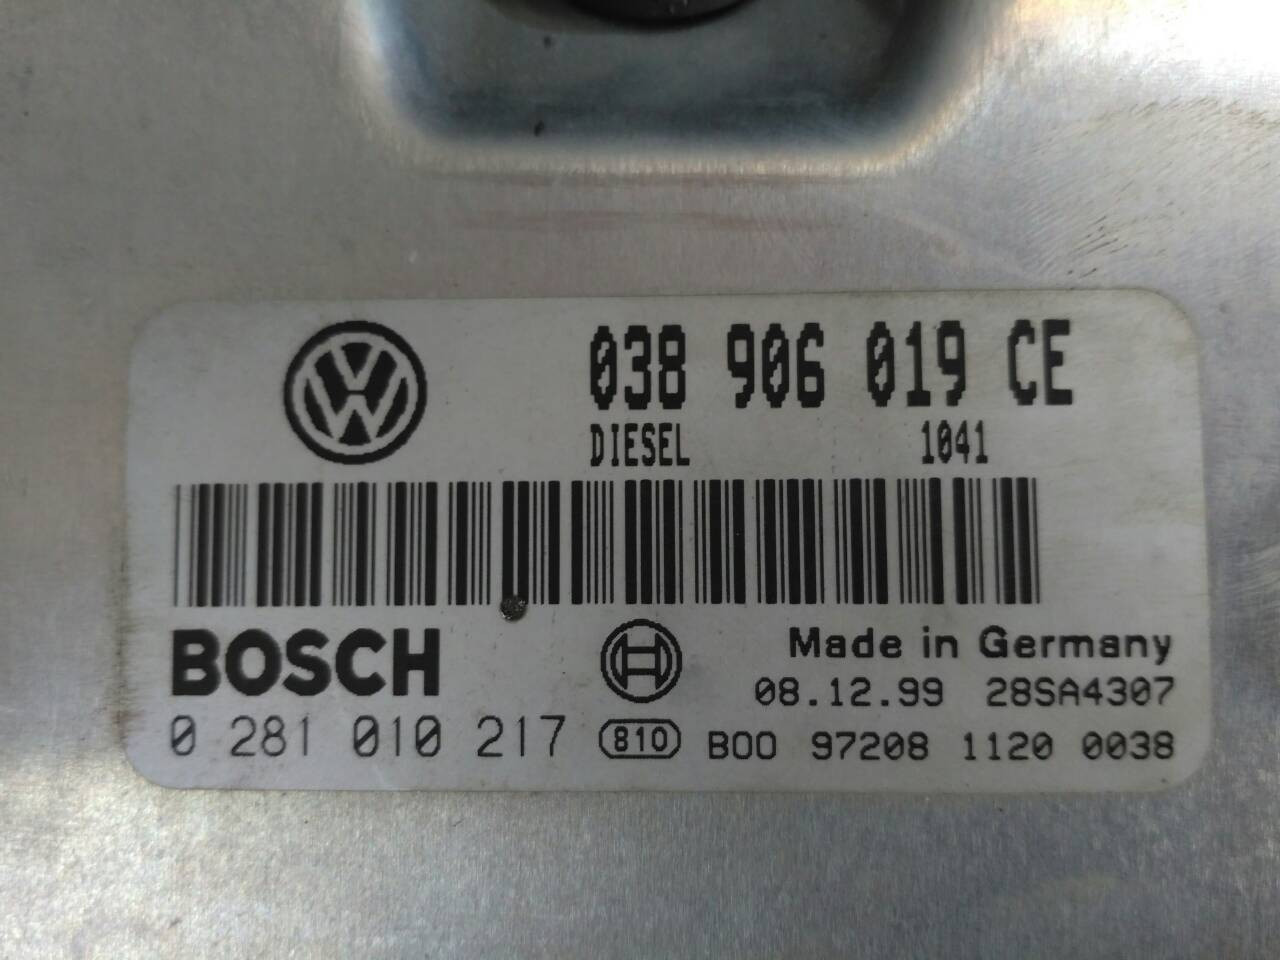 038 906 019 CE
DIESEL 1041
BOSCH
Made in Germany
08.12.99 28SA4307
0 281 010 217 810 B00 97208 1120 0038